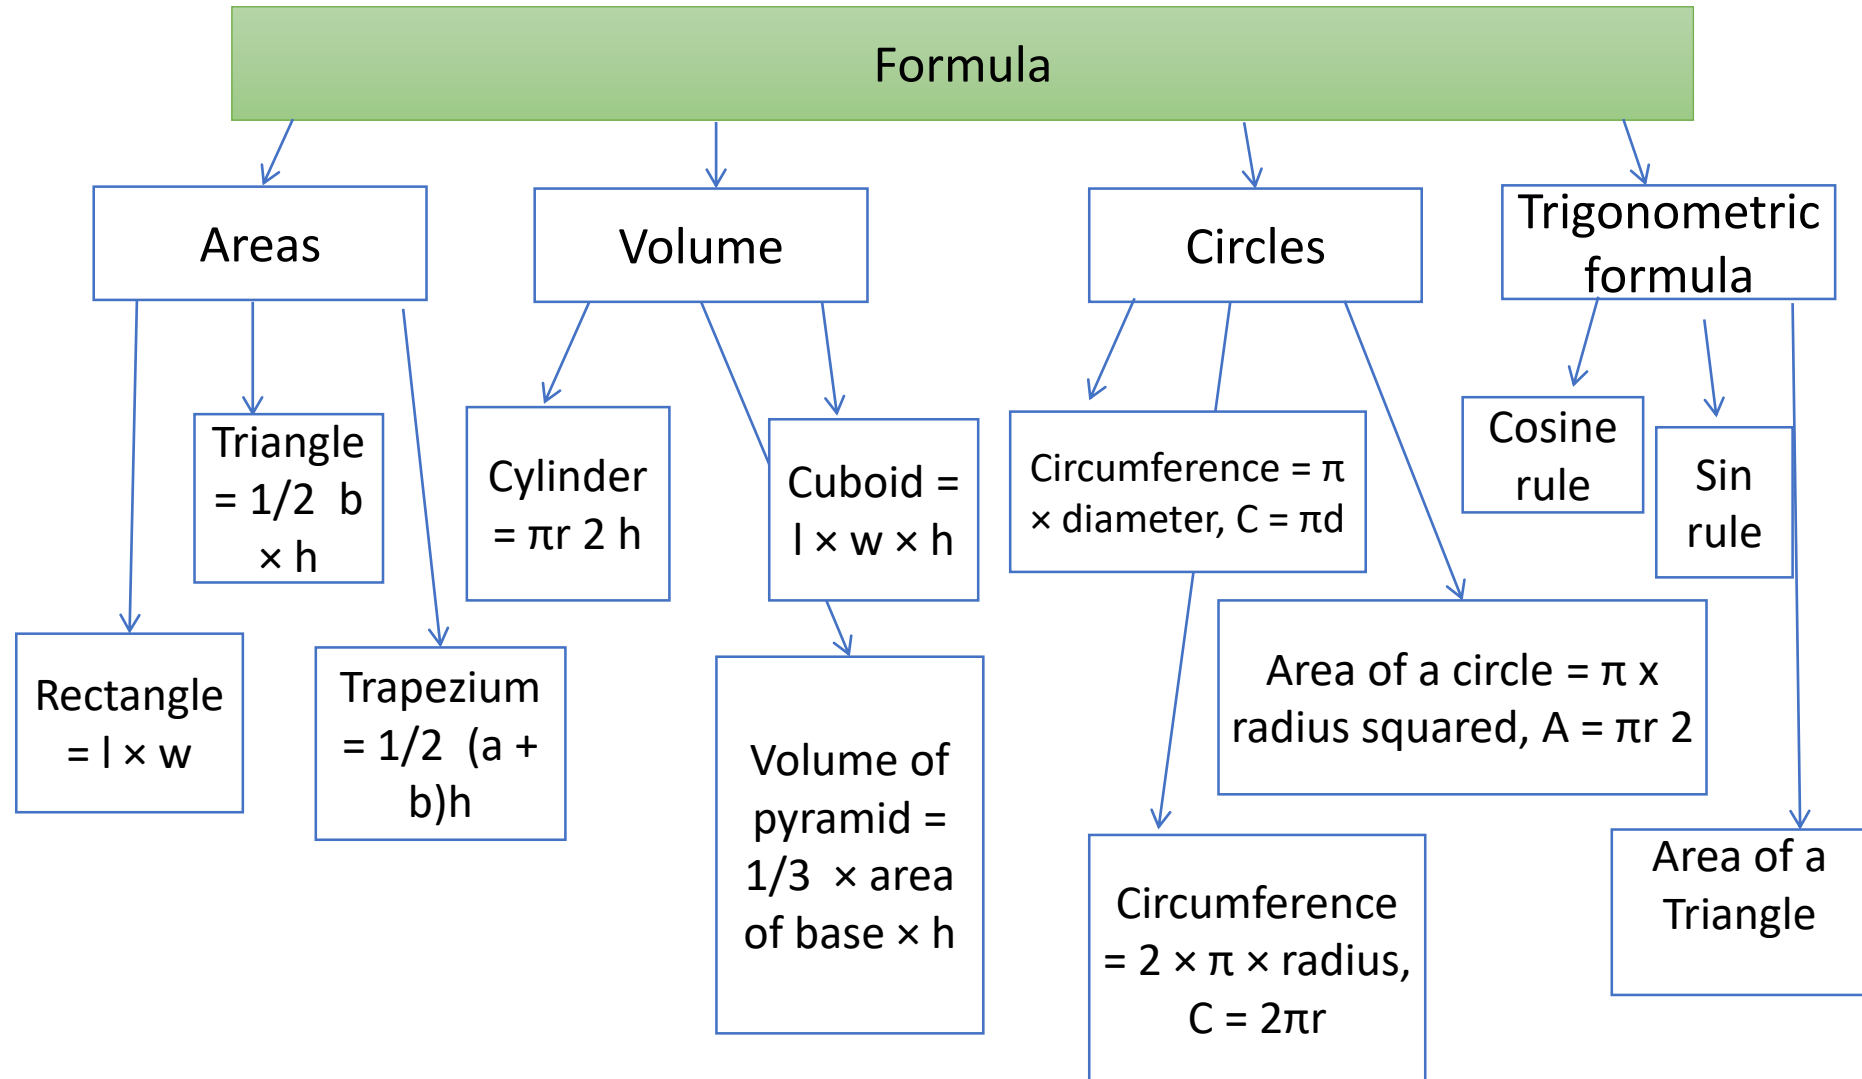 Formula
Areas
Volume
Circles
Trigonometric
formula
Triangle
= 1/2  b
× h
Cylinder
= πr 2 h
Cuboid =
l × w × h
Circumference = π
× diameter, C = πd
Cosine
rule
Sin
rule
Rectangle
= l × w
Trapezium
= 1/2  (a +
b)h
Volume of
pyramid =
1/3  × area
of base × h
Area of a circle = π x
radius squared, A = πr 2
Circumference
= 2 × π × radius,
C = 2πr
Area of a
Triangle